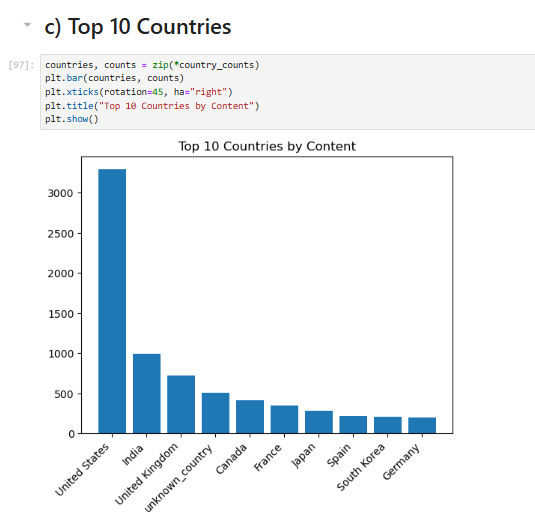 c) Top 10 Countries
[97]:
countries, counts = zip(*country_counts)
plt.bar(countries, counts)
plt.xticks(rotation=45, ha="right")
plt.title("Top 10 Countries by Content")
plt.show()
Top 10 Countries by Content
3000
2500
2000
1500
1000
500
0
United States
India
United Kingdom
unknown_country
Canada
France
Japan
Spain
South Korea
Germany